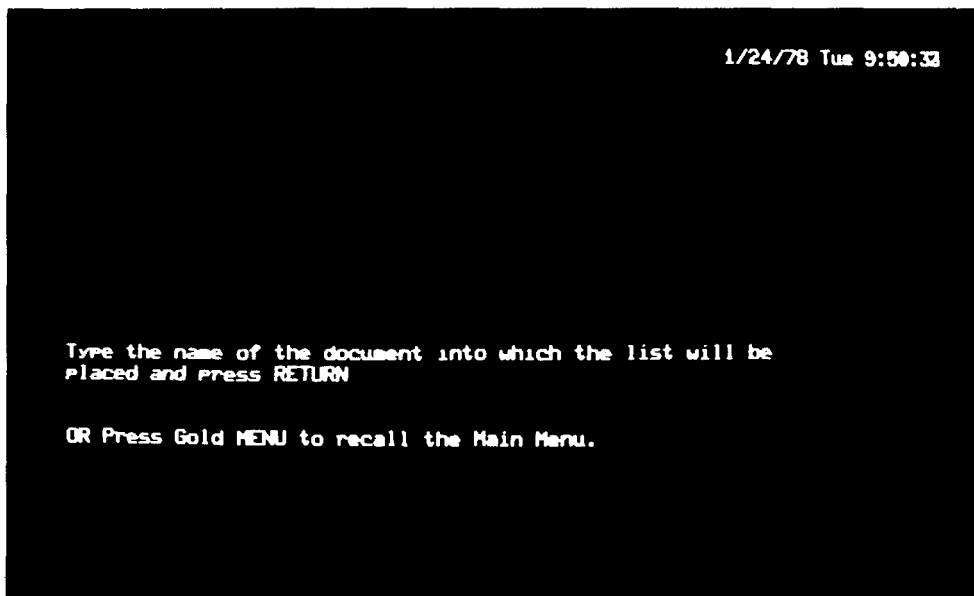 1/24/78 Tue 9:50:32
Type the name of the document into which the list will be
placed and press RETURN
OR Press Gold MENU to recall the Main Menu.